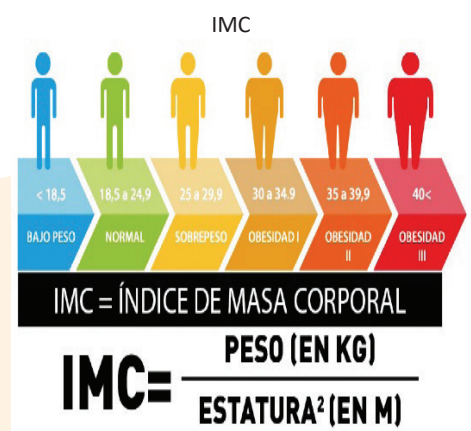 IMC
< 18,5 18,5 a 24,9 25 a 29,9 30 a 34.9 35 a 39,9 40<
BAJO PESO NORMAL SOBREPESO OBESIDAD I OBESIDAD II OBESIDAD III
IMC = ÍNDICE DE MASA CORPORAL
IMC= PESO (EN KG)
ESTATURA² (EN M)